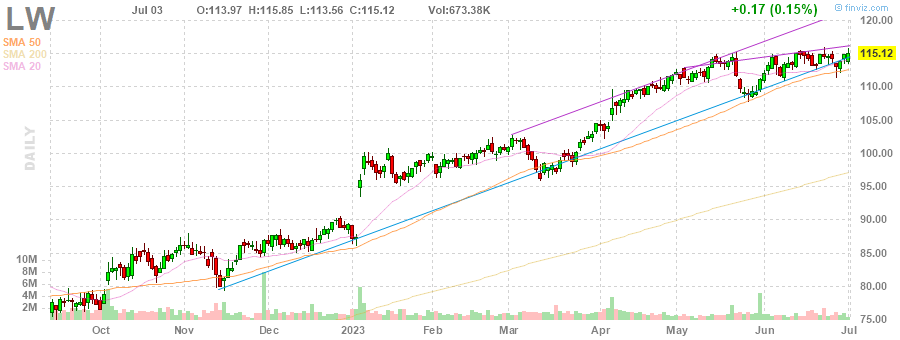 LW
Jul 03 O:113.97 H:115.85 L:113.56 C:115.12 Vol:673.38K +0.17 (0.15%)
© finviz.com
SMA 50
SMA 200
SMA 20
DAILY
120.00
115.12
110.00
105.00
100.00
95.00
90.00
85.00
80.00
75.00
10M
8M
6M
4M
2M
Oct Nov Dec 2023 Feb Mar Apr May Jun Jul